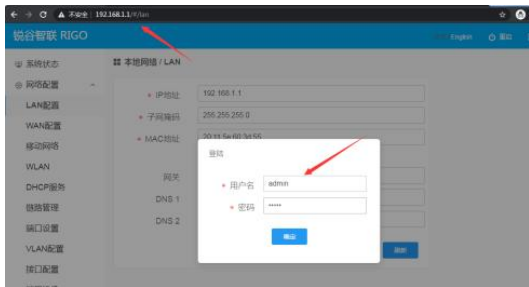 不安全 | 192.168.1.1/#/lan
锐谷智联 RIGO
English
系统状态
本地网络 / LAN
网络配置
* IP地址 192.168.1.1
LAN配置
* 子网掩码 255.255.255.0
WAN配置
* MAC地址
移动网络
登陆
WLAN
网关
* 用户名 admin
DHCP服务
DNS 1
* 密码 •••••
链路管理
DNS 2
端口设置
确定
刷新
VLAN配置
接口配置